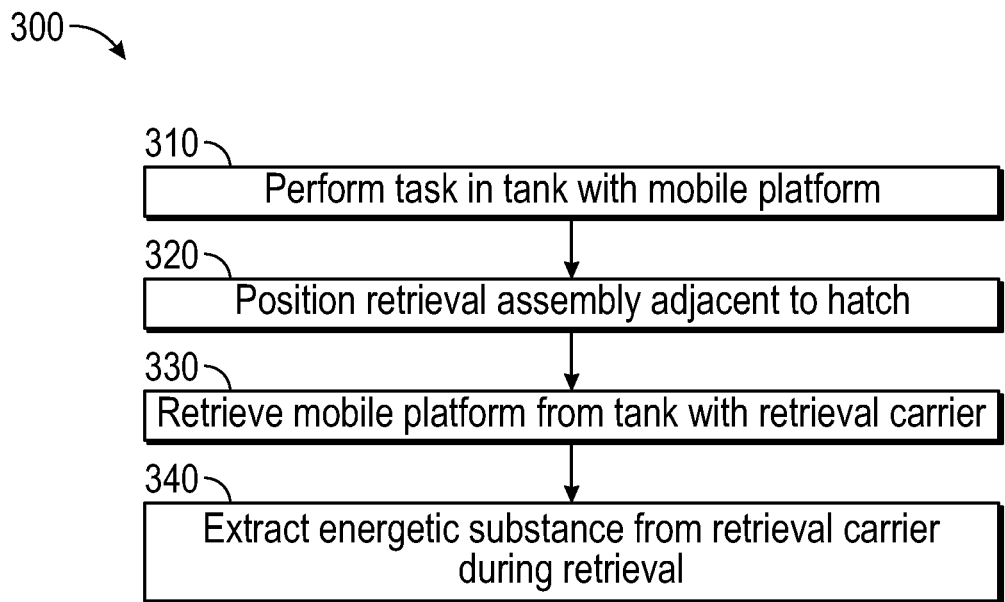 300
310
Perform task in tank with mobile platform
320
Position retrieval assembly adjacent to hatch
330
Retrieve mobile platform from tank with retrieval carrier
340
Extract energetic substance from retrieval carrier
during retrieval